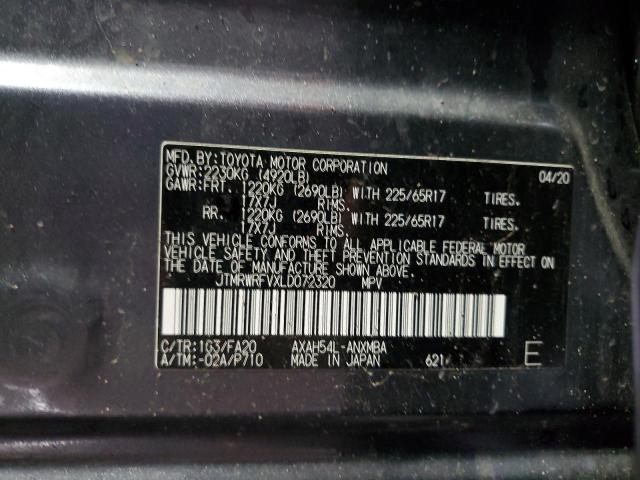 MFD.BY:TOYOTA MOTOR CORPORATION 04/20
GVWR:2230KG (4920LB)
GAWR:FRT. 1220KG (2690LB) WITH 225/65R17 TIRES.
17X7J RIMS.
RR. 1220KG (2690LB) WITH 225/65R17 TIRES.
17X7J RIMS.
THIS VEHICLE CONFORMS TO ALL APPLICABLE FEDERAL MOTOR
VEHICLE SAFETY AND THEFT PREVENTION STANDARDS IN EFFECT ON
THE DATE OF MANUFACTURE SHOWN ABOVE.
JTMRWRFVXLD072320 MPV
C/TR:1G3/FA20 AXAH54L-ANXMBA
A/TM:-02A/P710 MADE IN JAPAN 621 E